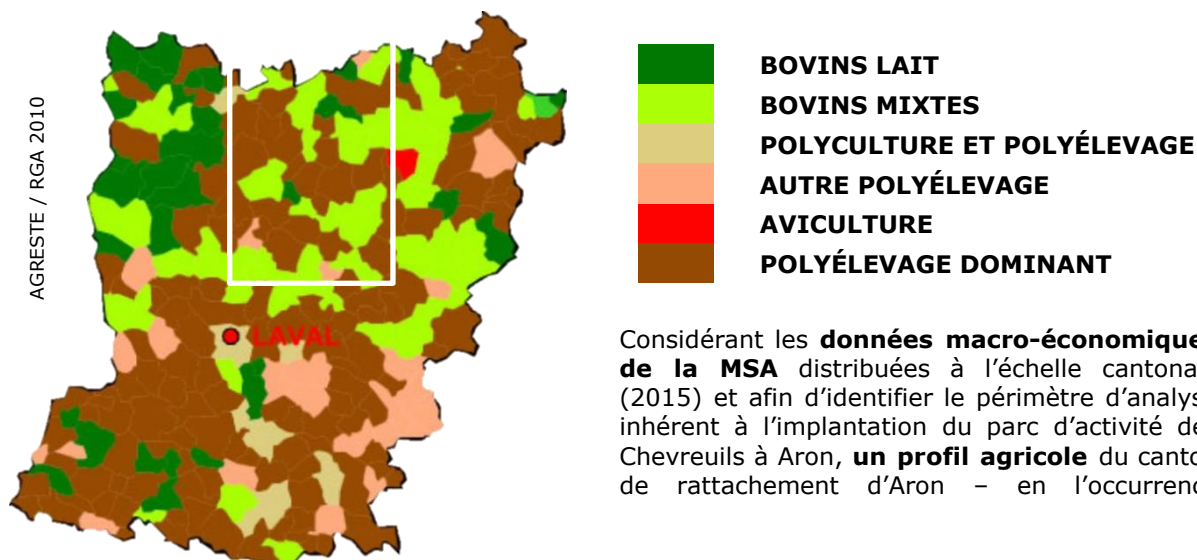 AGRESTE / RGA 2010
LAVAL
BOVINS LAIT
BOVINS MIXTES
POLYCULTURE ET POLYÉLEVAGE
AUTRE POLYÉLEVAGE
AVICULTURE
POLYÉLEVAGE DOMINANT
Considérant les données macro-économique
de la MSA distribuées à l'échelle cantona
(2015) et afin d'identifier le périmètre d'analys
inhérent à l'implantation du parc d'activité de
Chevreuils à Aron, un profil agricole du canto
de rattachement d'Aron – en l'occurrenc